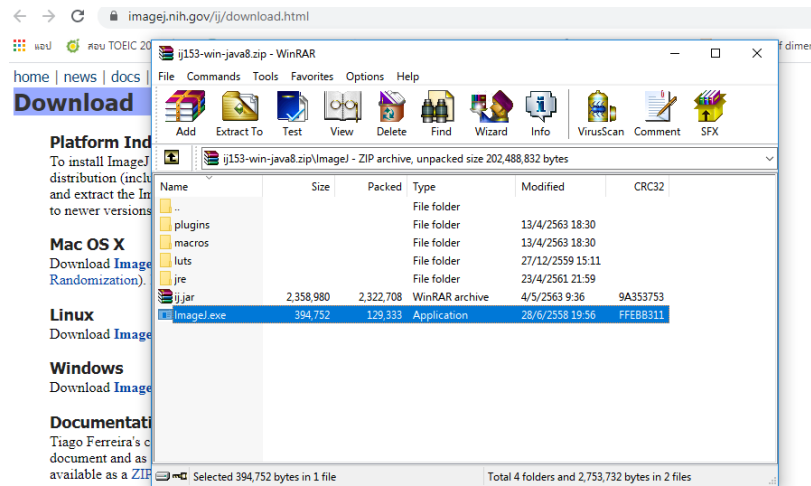 imagej.nih.gov/ij/download.html
แอป
สอบ TOEIC 20
f dimen
home | news | docs |
Download
Platform Ind
To install ImageJ
distribution (inclu
and extract the Im
to newer versions
Mac OS X
Download Image
Randomization).
Linux
Download Image
Windows
Download Image
Documentati
Tiago Ferreira's c
document and as
available as a ZIP
ij153-win-java8.zip - WinRAR
File Commands Tools Favorites Options Help
Add Extract To Test View Delete Find Wizard Info VirusScan Comment SFX
ij153-win-java8.zip\ImageJ - ZIP archive, unpacked size 202,488,832 bytes
Name Size Packed Type Modified CRC32
.. File folder
plugins File folder 13/4/2563 18:30
macros File folder 13/4/2563 18:30
luts File folder 27/12/2559 15:11
jre File folder 23/4/2561 21:59
ij.jar 2,358,980 2,322,708 WinRAR archive 4/5/2563 9:36 9A353753
ImageJ.exe 394,752 129,333 Application 28/6/2558 19:56 FFEBB311
Selected 394,752 bytes in 1 file
Total 4 folders and 2,753,732 bytes in 2 files